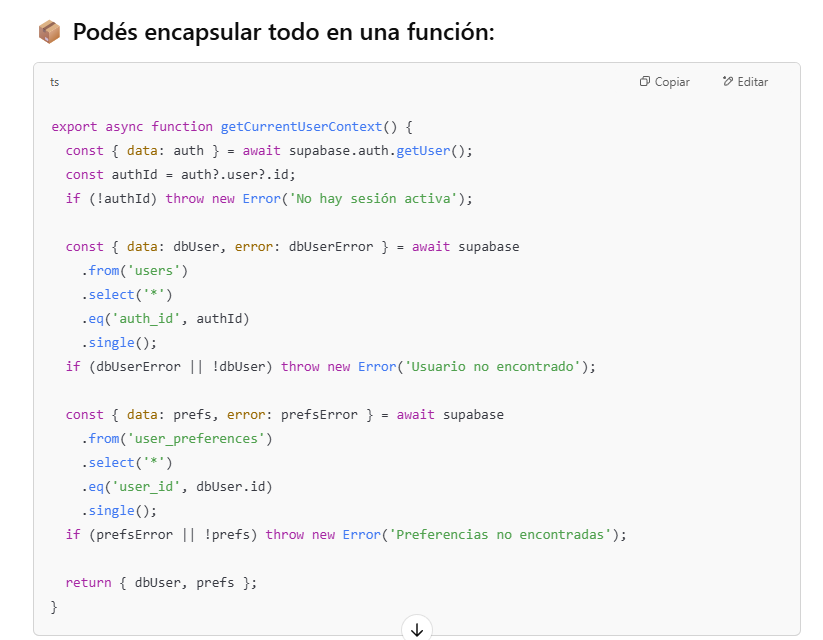 📦 Podés encapsular todo en una función:
ts
Copiar
Editar
export async function getCurrentUserContext() {
  const { data: auth } = await supabase.auth.getUser();
  const authId = auth?.user?.id;
  if (!authId) throw new Error('No hay sesión activa');

  const { data: dbUser, error: dbUserError } = await supabase
    .from('users')
    .select('*')
    .eq('auth_id', authId)
    .single();
  if (dbUserError || !dbUser) throw new Error('Usuario no encontrado');

  const { data: prefs, error: prefsError } = await supabase
    .from('user_preferences')
    .select('*')
    .eq('user_id', dbUser.id)
    .single();
  if (prefsError || !prefs) throw new Error('Preferencias no encontradas');

  return { dbUser, prefs };
}